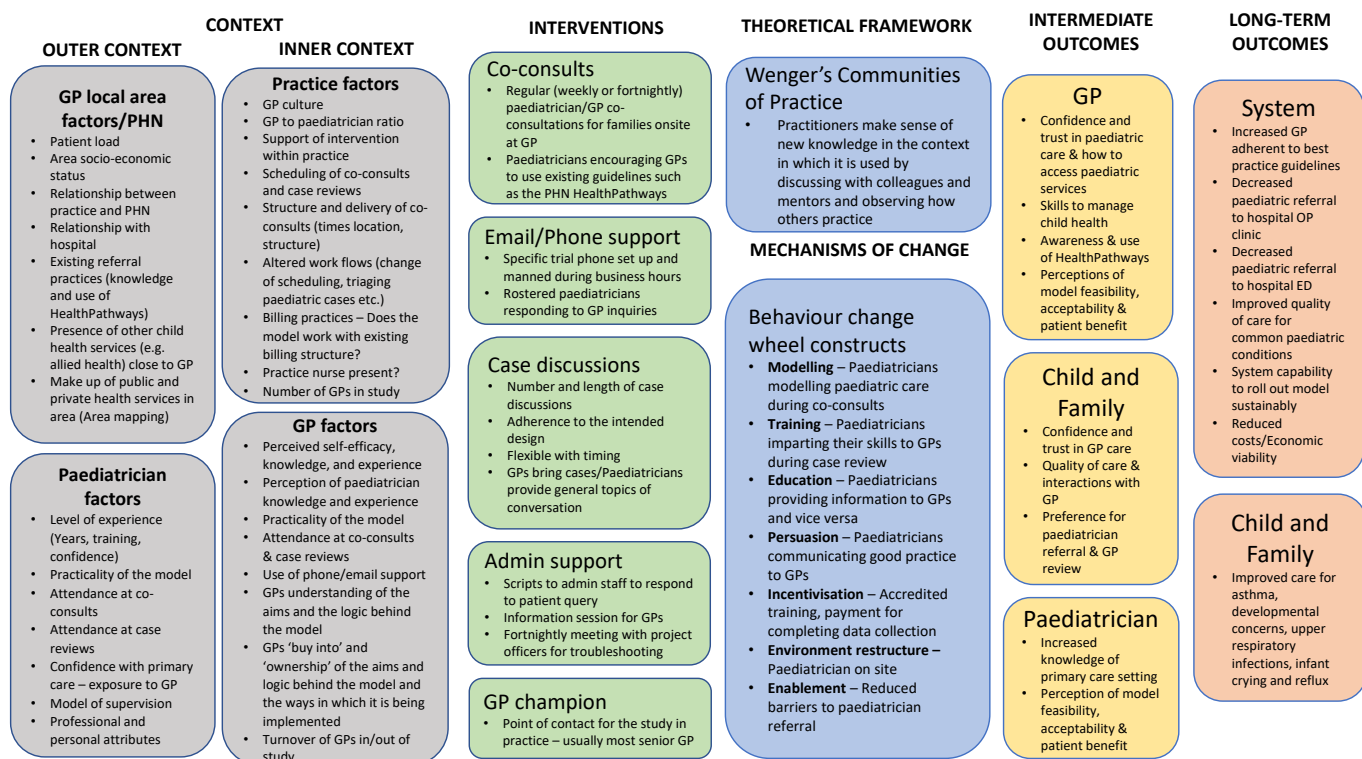 CONTEXT
OUTER CONTEXT
GP local area
factors/PHN
• Patient load
• Area socio-economic
status
• Relationship between
practice and PHN
• Relationship with
hospital
• Existing referral
practices (knowledge
and use of
HealthPathways)
• Presence of other child
health services (e.g.
allied health) close to GP
• Make up of public and
private health services in
area (Area mapping)
Paediatrician
factors
• Level of experience
(Years, training,
confidence)
• Practicality of the model
• Attendance at co-
consults
• Attendance at case
reviews
• Confidence with primary
care – exposure to GP
• Model of supervision
• Professional and
personal attributes
INNER CONTEXT
Practice factors
• GP culture
• GP to paediatrician ratio
• Support of intervention
within practice
• Scheduling of co-consults
and case reviews
• Structure and delivery of co-
consults (times location,
structure)
• Altered work flows (change
of scheduling, triaging
paediatric cases etc.)
• Billing practices – Does the
model work with existing
billing structure?
• Practice nurse present?
• Number of GPs in study
GP factors
• Perceived self-efficacy,
knowledge, and experience
• Perception of paediatrician
knowledge and experience
• Practicality of the model
• Attendance at co-consults
& case reviews
• Use of phone/email support
• GPs understanding of the
aims and the logic behind
the model
• GPs ‘buy into’ and
‘ownership’ of the aims and
logic behind the model and
the ways in which it is being
implemented
• Turnover of GPs in/out of
study
INTERVENTIONS
Co-consults
• Regular (weekly or fortnightly)
paediatrician/GP co-
consultations for families onsite
at GP
• Paediatricians encouraging GPs
to use existing guidelines such
as the PHN HealthPathways
Email/Phone support
• Specific trial phone set up and
manned during business hours
• Rostered paediatricians
responding to GP inquiries
Case discussions
• Number and length of case
discussions
• Adherence to the intended
design
• Flexible with timing
• GPs bring cases/Paediatricians
provide general topics of
conversation
Admin support
• Scripts to admin staff to respond
to patient query
• Information session for GPs
• Fortnightly meeting with project
officers for troubleshooting
GP champion
• Point of contact for the study in
practice – usually most senior GP
THEORETICAL FRAMEWORK
Wenger’s Communities
of Practice
• Practitioners make sense of
new knowledge in the context
in which it is used by
discussing with colleagues and
mentors and observing how
others practice
MECHANISMS OF CHANGE
Behaviour change
wheel constructs
• Modelling – Paediatricians
modelling paediatric care
during co-consults
• Training – Paediatricians
imparting their skills to GPs
during case review
• Education – Paediatricians
providing information to GPs
and vice versa
• Persuasion – Paediatricians
communicating good practice
to GPs
• Incentivisation – Accredited
training, payment for
completing data collection
• Environment restructure –
Paediatrician on site
• Enablement – Reduced
barriers to paediatrician
referral
INTERMEDIATE
OUTCOMES
GP
• Confidence and
trust in paediatric
care & how to
access paediatric
services
• Skills to manage
child health
• Awareness & use
of HealthPathways
• Perceptions of
model feasibility,
acceptability &
patient benefit
Child and
Family
• Confidence and
trust in GP care
• Quality of care &
interactions with
GP
• Preference for
paediatrician
referral & GP
review
Paediatrician
• Increased
knowledge of
primary care setting
• Perception of model
feasibility,
acceptability &
patient benefit
LONG-TERM
OUTCOMES
System
• Increased GP
adherent to best
practice guidelines
• Decreased
paediatric referral
to hospital OP
clinic
• Decreased
paediatric referral
to hospital ED
• Improved quality
of care for
common paediatric
conditions
• System capability
to roll out model
sustainably
• Reduced
costs/Economic
viability
Child and
Family
• Improved care for
asthma,
developmental
concerns, upper
respiratory
infections, infant
crying and reflux